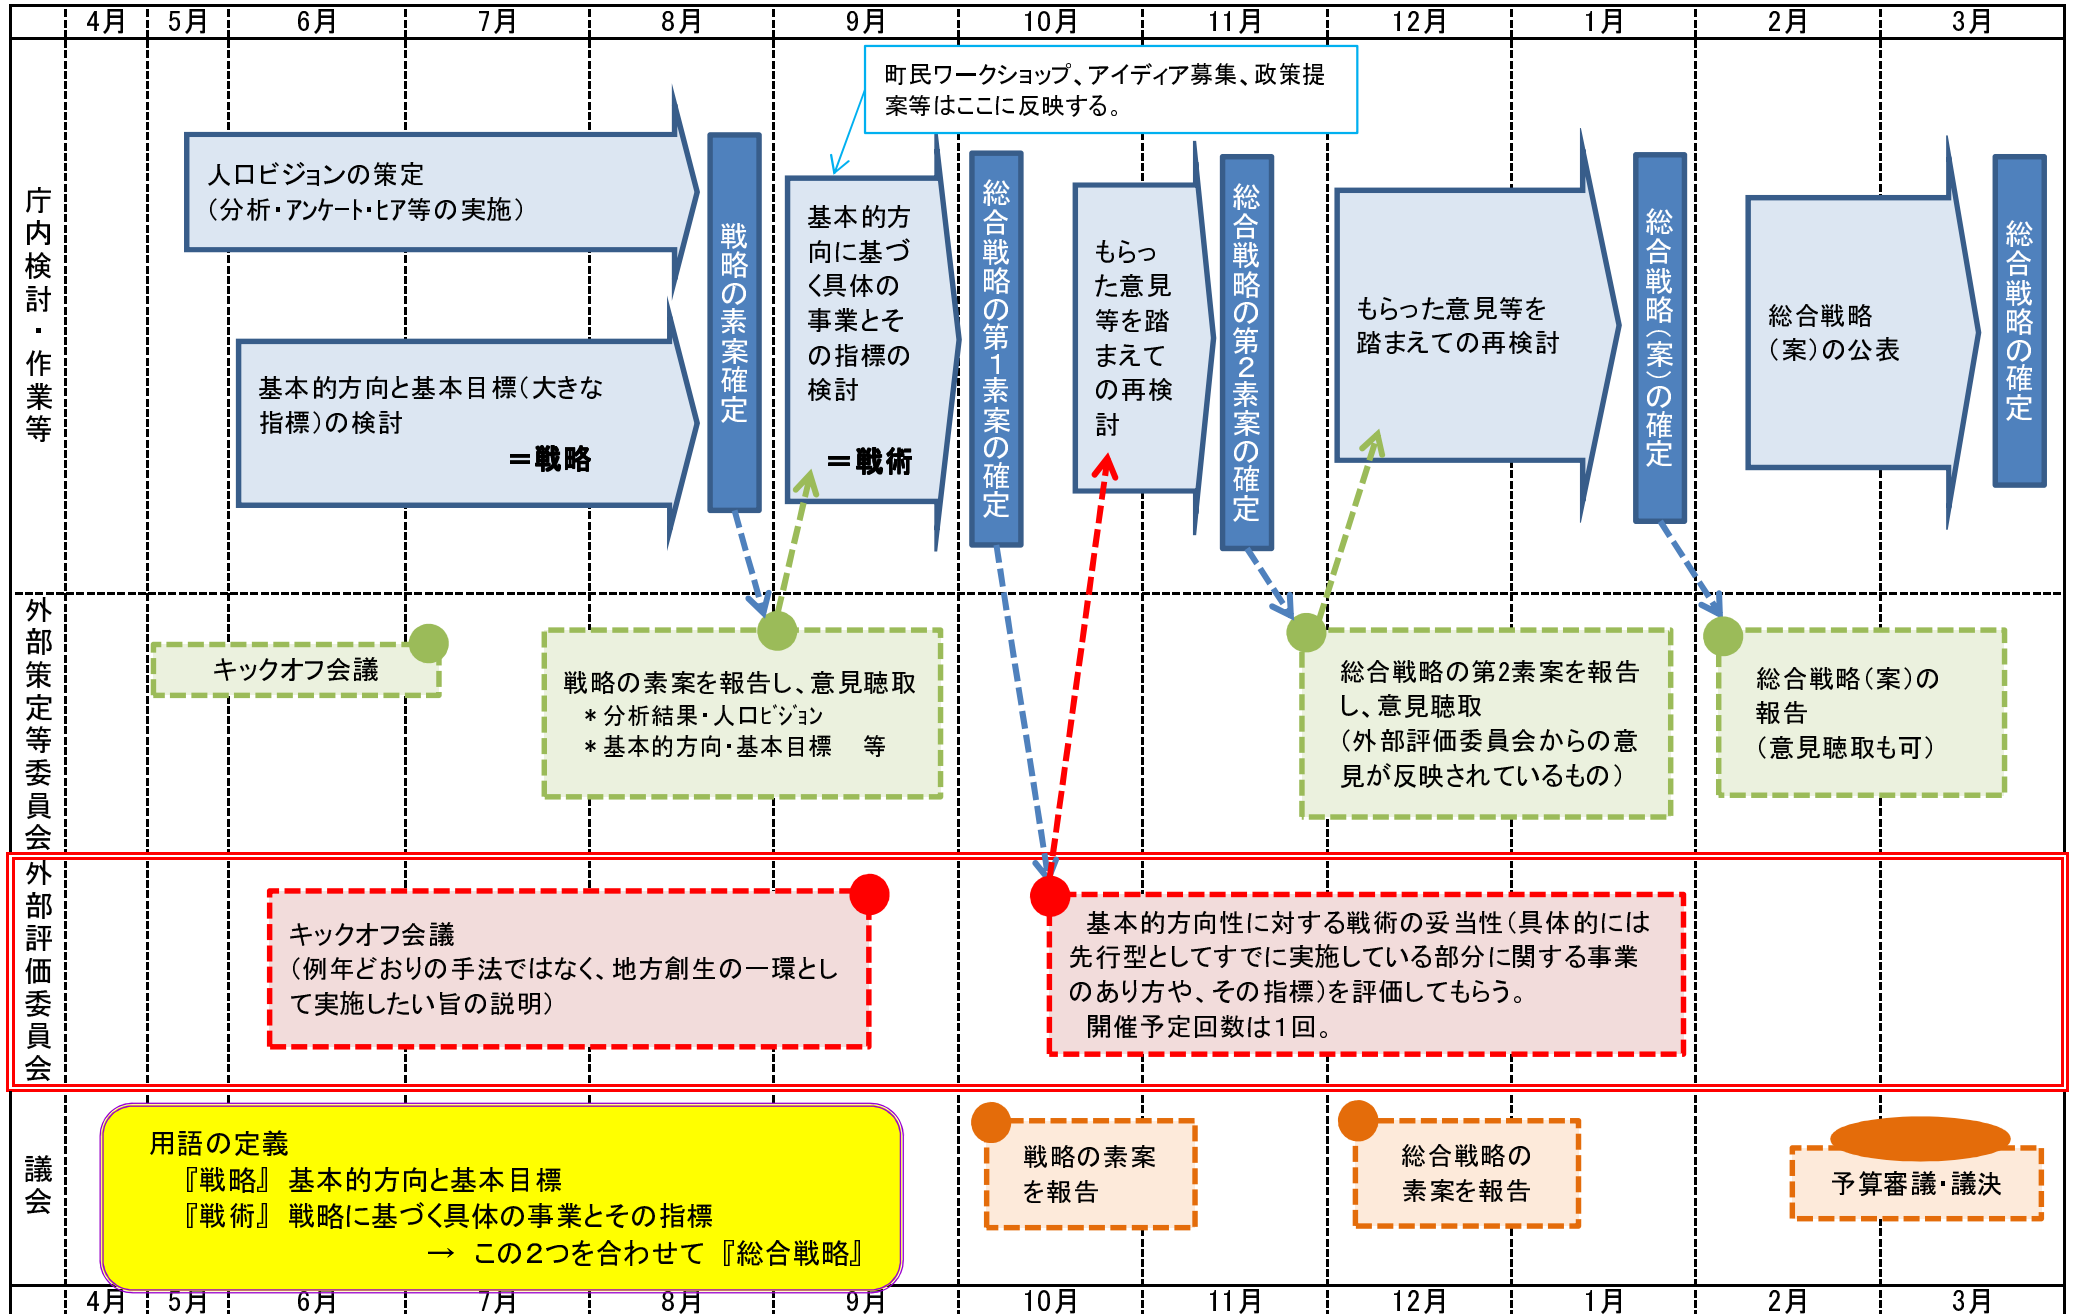 4月 5月 6月 7月 8月 9月 10月 11月 12月 1月 2月 3月
町民ワークショップ、アイディア募集、政策提
案等はここに反映する。
庁内検討・作業等
人口ビジョンの策定
（分析・アンケート・ヒア等の実施）
基本的方向と基本目標（大きな
指標）の検討
＝戦略
戦略の素案確定
基本的方
向に基づ
く具体の
事業とそ
の指標の
検討
＝戦術
総合戦略の第１素案の確定
もらっ
た意見
等を踏
まえて
の再検
討
総合戦略の第２素案の確定
もらった意見等を
踏まえての再検討
総合戦略（案）の確定
総合戦略
（案）の公表
総合戦略の確定
外部策定等委員会
キックオフ会議
戦略の素案を報告し、意見聴取
＊分析結果・人口ビジョン
＊基本的方向・基本目標　等
総合戦略の第2素案を報告
し、意見聴取
（外部評価委員会からの意
見が反映されているもの）
総合戦略（案）の
報告
（意見聴取も可）
外部評価委員会
キックオフ会議
（例年どおりの手法ではなく、地方創生の一環とし
て実施したい旨の説明）
基本的方向性に対する戦術の妥当性（具体的には
先行型としてすでに実施している部分に関する事業
のあり方や、その指標）を評価してもらう。
開催予定回数は１回。
議会
用語の定義
『戦略』 基本的方向と基本目標
『戦術』 戦略に基づく具体の事業とその指標
→ この２つを合わせて『総合戦略』
戦略の素案
を報告
総合戦略の
素案を報告
予算審議・議決
4月 5月 6月 7月 8月 9月 10月 11月 12月 1月 2月 3月